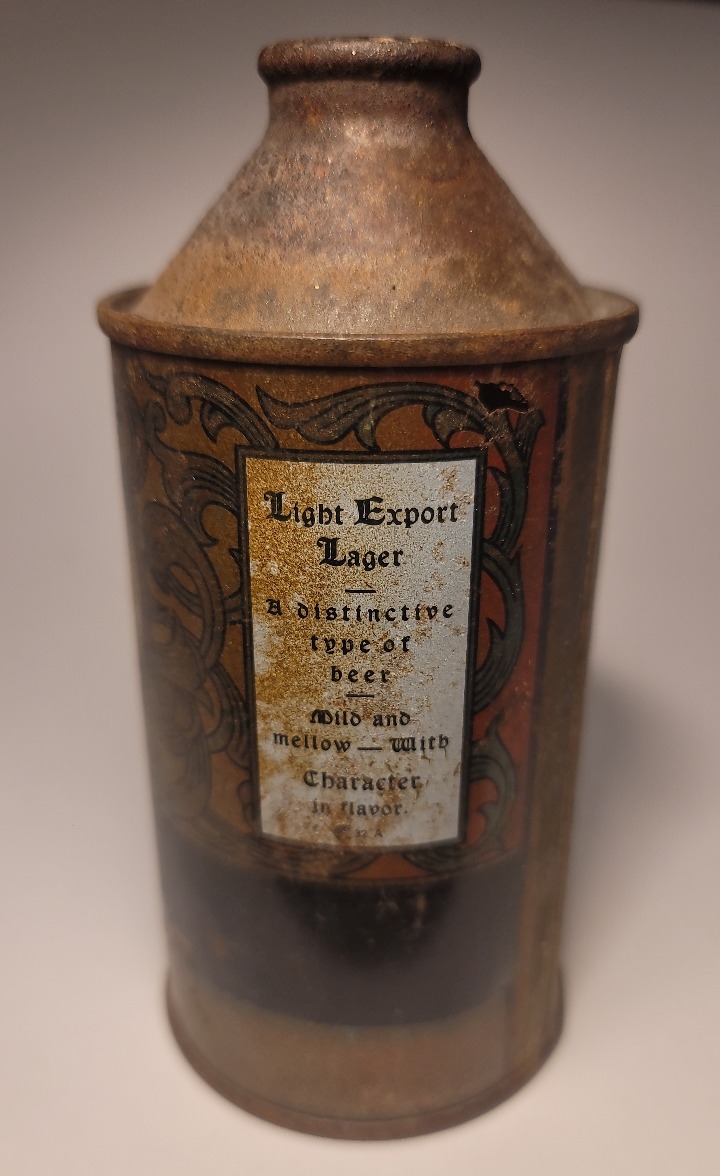 Light Export
Lager
A distinctive
type of
beer
Mild and
mellow — With
Character
in flavor.